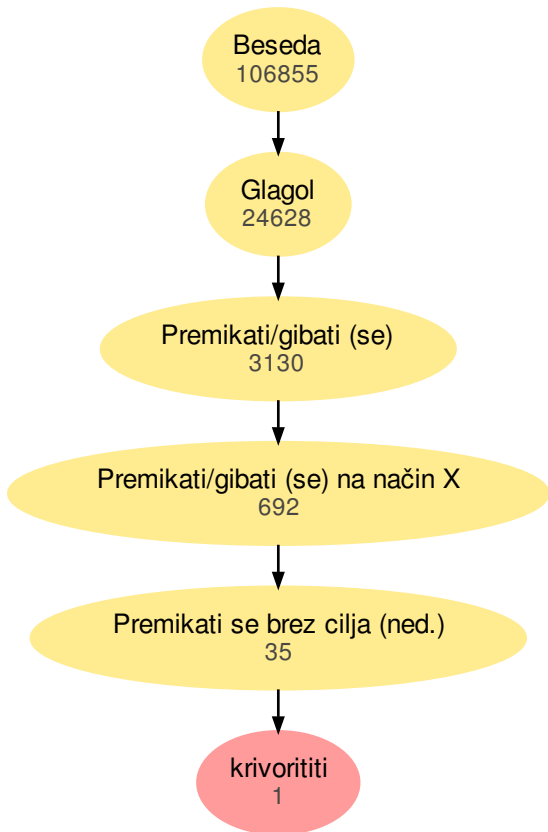 Beseda
106855
Glagol
24628
Premikati/gibati (se)
3130
Premikati/gibati (se) na način X
692
Premikati se brez cilja (ned.)
35
krivorititi
1